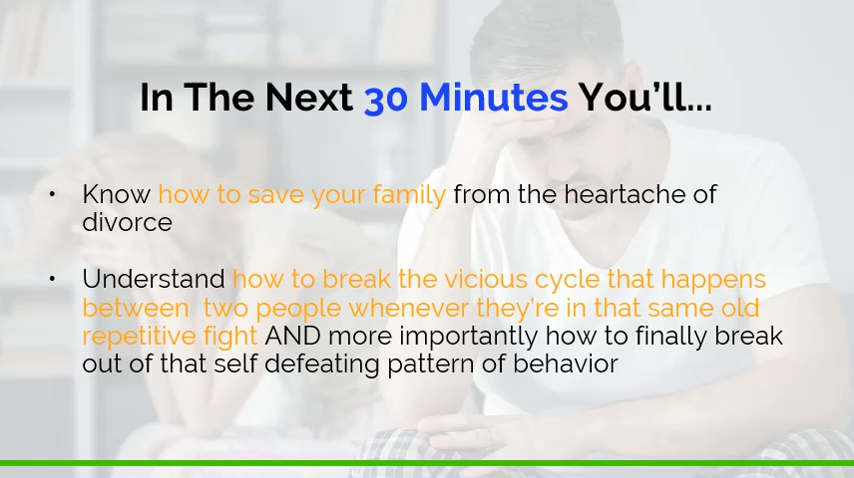 In The Next 30 Minutes You'll...
• Know how to save your family from the heartache of
divorce
• Understand how to break the vicious cycle that happens
between  two people whenever they're in that same old
repetitive fight AND more importantly how to finally break
out of that self defeating pattern of behavior